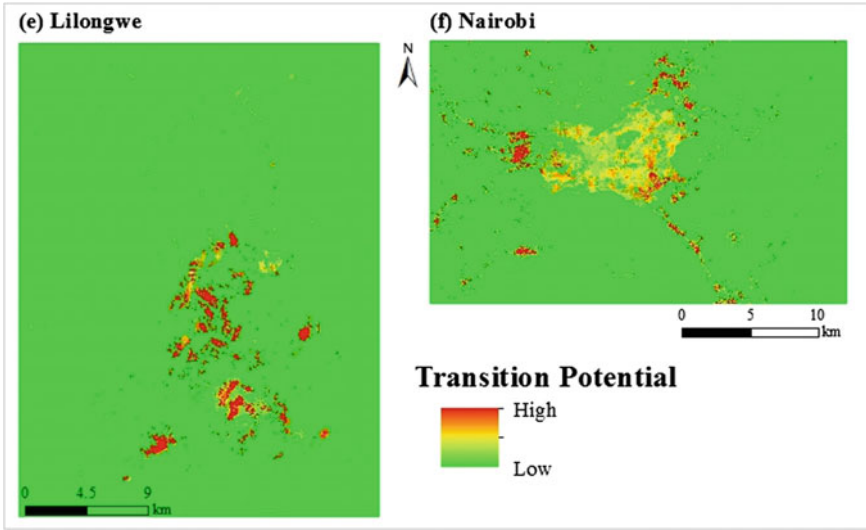 (e) Lilongwe
(f) Nairobi
N
0 5 10
km
Transition Potential
High
Low
0 4.5 9
km